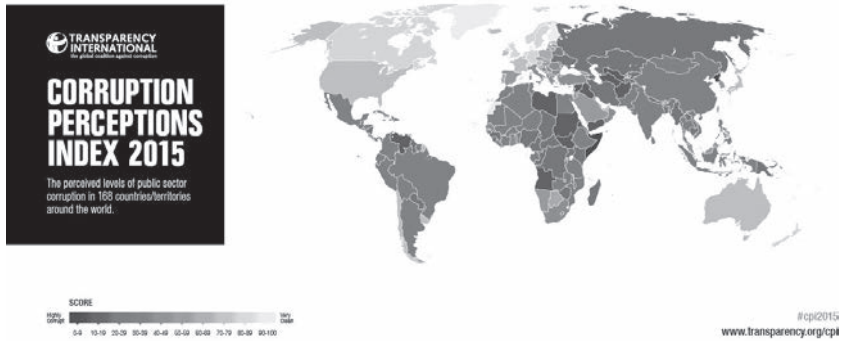 TRANSPARENCY
INTERNATIONAL
the global coalition against corruption
CORRUPTION
PERCEPTIONS
INDEX 2015
The perceived levels of public sector
corruption in 168 countries/territories
around the world.
SCORE
Highly
Corrupt
Very
Clean
0-9 10-19 20-29 30-39 40-49 50-59 60-69 70-79 80-89 90-100
#cpi2015
www.transparency.org/cpi